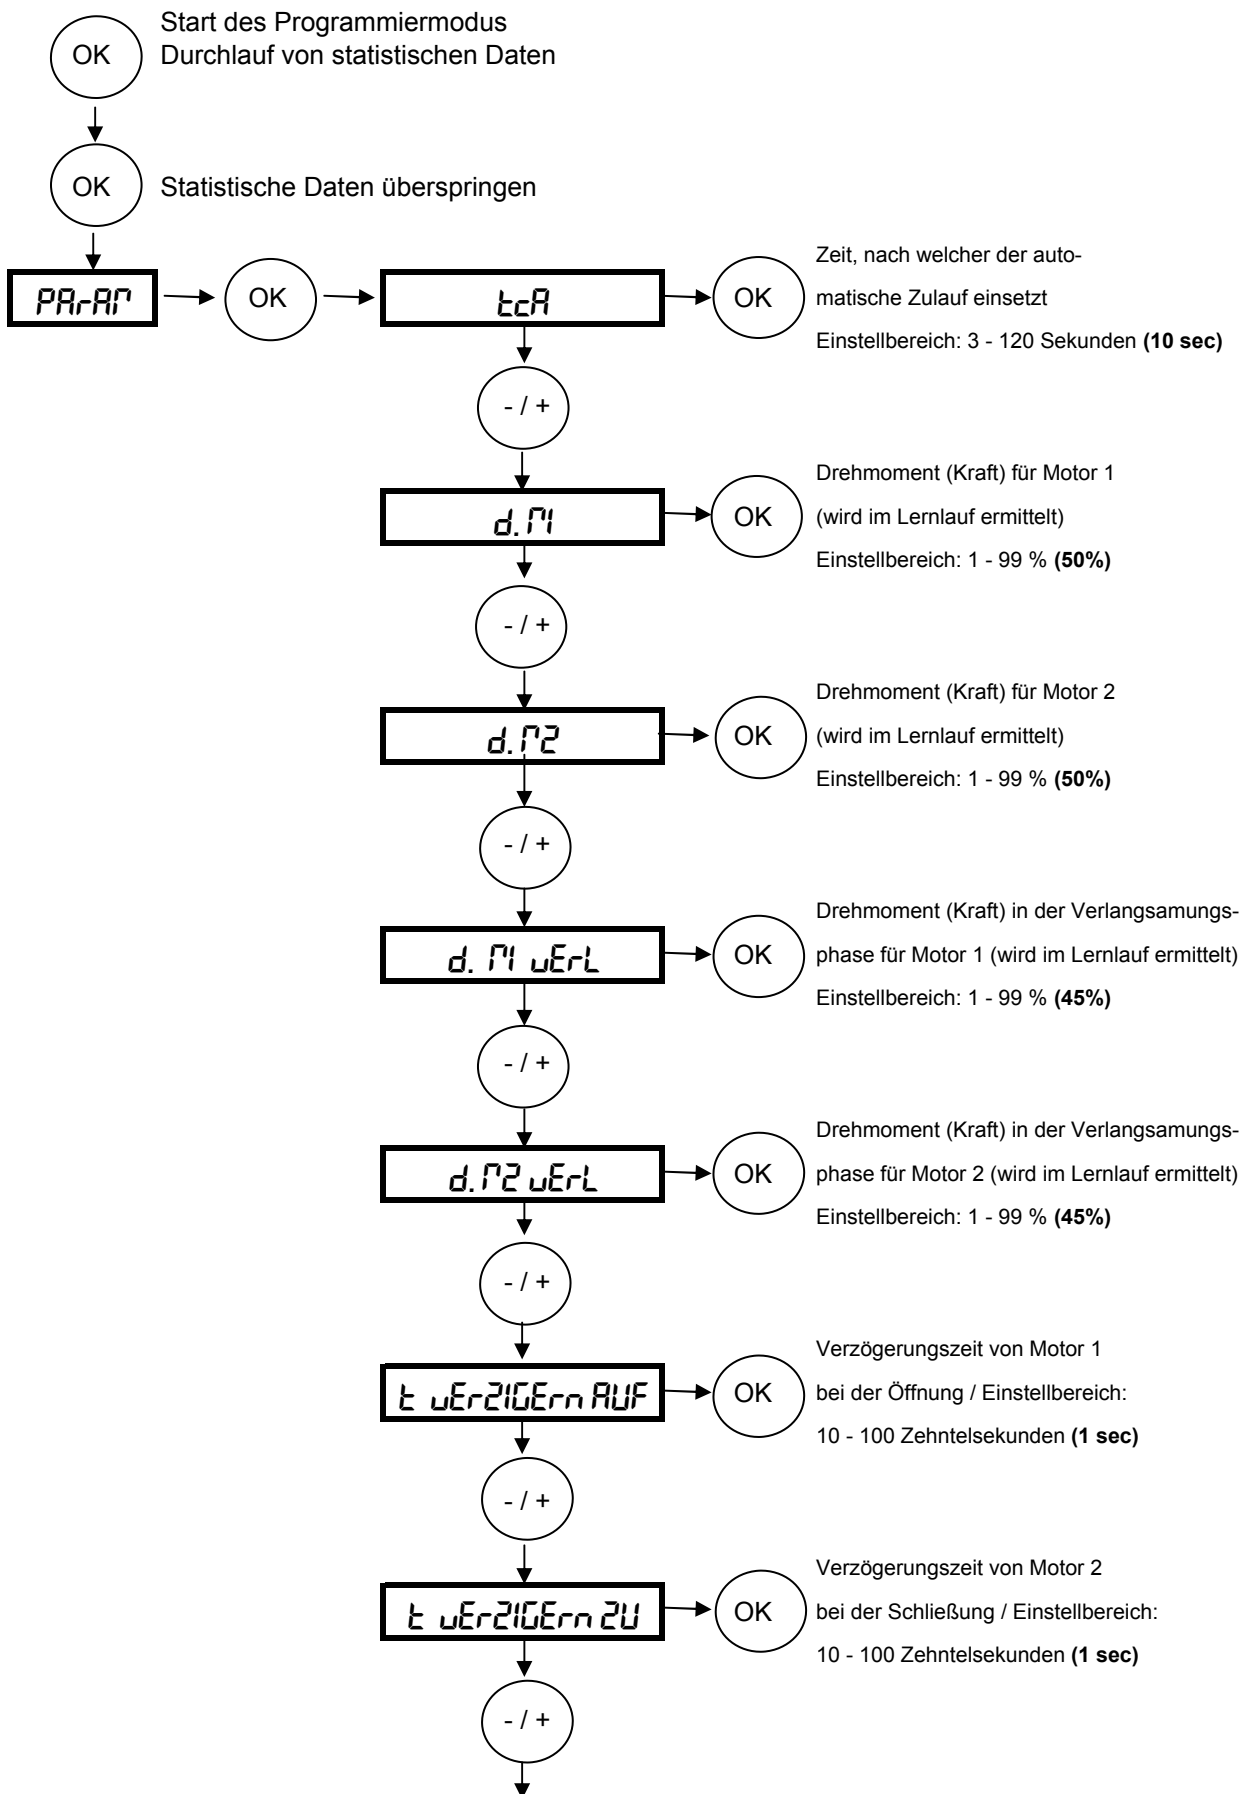 OK
Start des Programmiermodus
Durchlauf von statistischen Daten
OK
Statistische Daten überspringen
PArAM
OK
tcA
OK
Zeit, nach welcher der auto-
matische Zulauf einsetzt
Einstellbereich: 3 - 120 Sekunden (10 sec)
- / +
d. M1
OK
Drehmoment (Kraft) für Motor 1
(wird im Lernlauf ermittelt)
Einstellbereich: 1 - 99 % (50%)
- / +
d. M2
OK
Drehmoment (Kraft) für Motor 2
(wird im Lernlauf ermittelt)
Einstellbereich: 1 - 99 % (50%)
- / +
d. M1 vErL
OK
Drehmoment (Kraft) in der Verlangsamungs-
phase für Motor 1 (wird im Lernlauf ermittelt)
Einstellbereich: 1 - 99 % (45%)
- / +
d. M2 vErL
OK
Drehmoment (Kraft) in der Verlangsamungs-
phase für Motor 2 (wird im Lernlauf ermittelt)
Einstellbereich: 1 - 99 % (45%)
- / +
t vErZIGErn AUF
OK
Verzögerungszeit von Motor 1
bei der Öffnung / Einstellbereich:
10 - 100 Zehntelsekunden (1 sec)
- / +
t vErZIGErn ZU
OK
Verzögerungszeit von Motor 2
bei der Schließung / Einstellbereich:
10 - 100 Zehntelsekunden (1 sec)
- / +